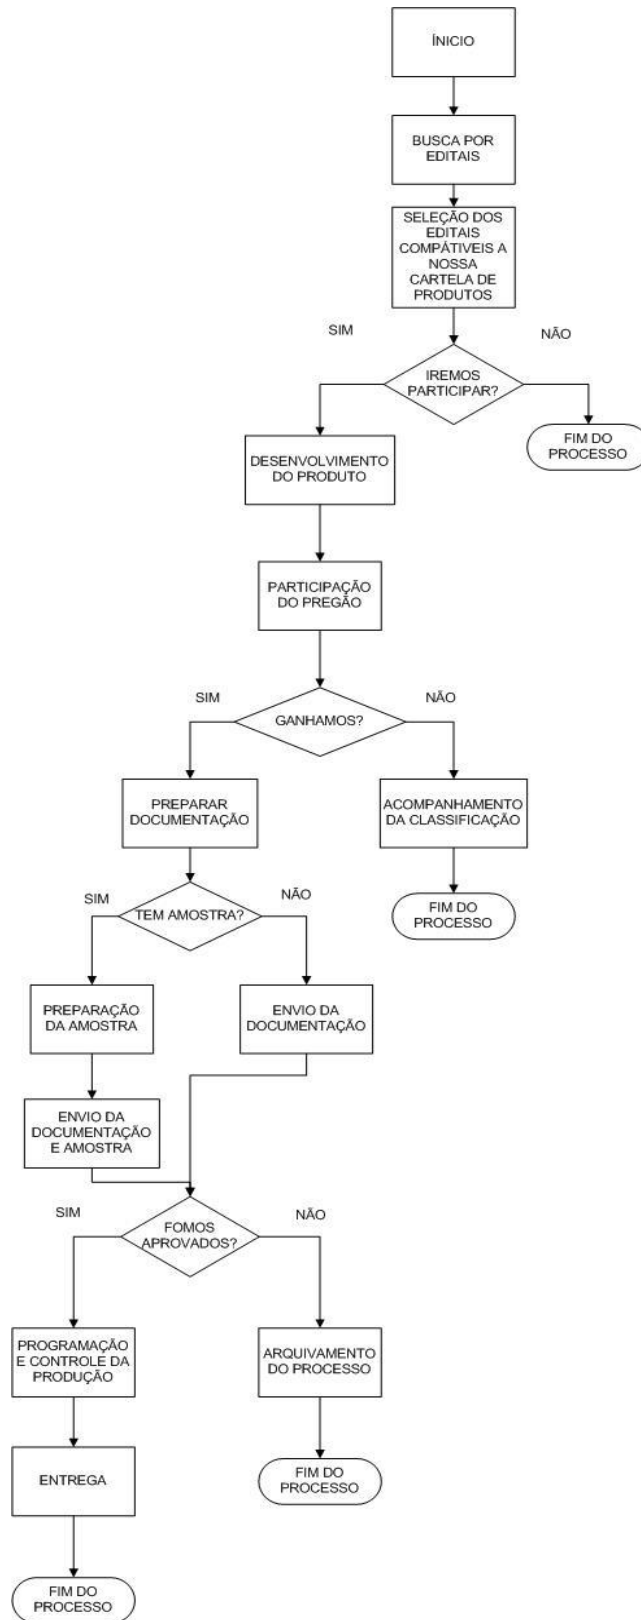 ÍNICIO
BUSCA POR
EDITAIS
SELEÇÃO DOS
EDITAIS
COMPÁTIVEIS A
NOSSA
CARTELA DE
PRODUTOS
SIM
NÃO
IREMOS
PARTICIPAR?
FIM DO
PROCESSO
DESENVOLVIMENTO
DO PRODUTO
PARTICIPAÇÃO
DO PREGÃO
SIM
NÃO
GANHAMOS?
PREPARAR
DOCUMENTAÇÃO
ACOMPANHAMENTO
DA CLASSIFICAÇÃO
SIM
NÃO
TEM AMOSTRA?
FIM DO
PROCESSO
PREPARAÇÃO
DA AMOSTRA
ENVIO DA
DOCUMENTAÇÃO
ENVIO DA
DOCUMENTAÇÃO
E AMOSTRA
SIM
NÃO
FOMOS
APROVADOS?
PROGRAMAÇÃO
E CONTROLE DA
PRODUÇÃO
ARQUIVAMENTO
DO PROCESSO
ENTREGA
FIM DO
PROCESSO
FIM DO
PROCESSO